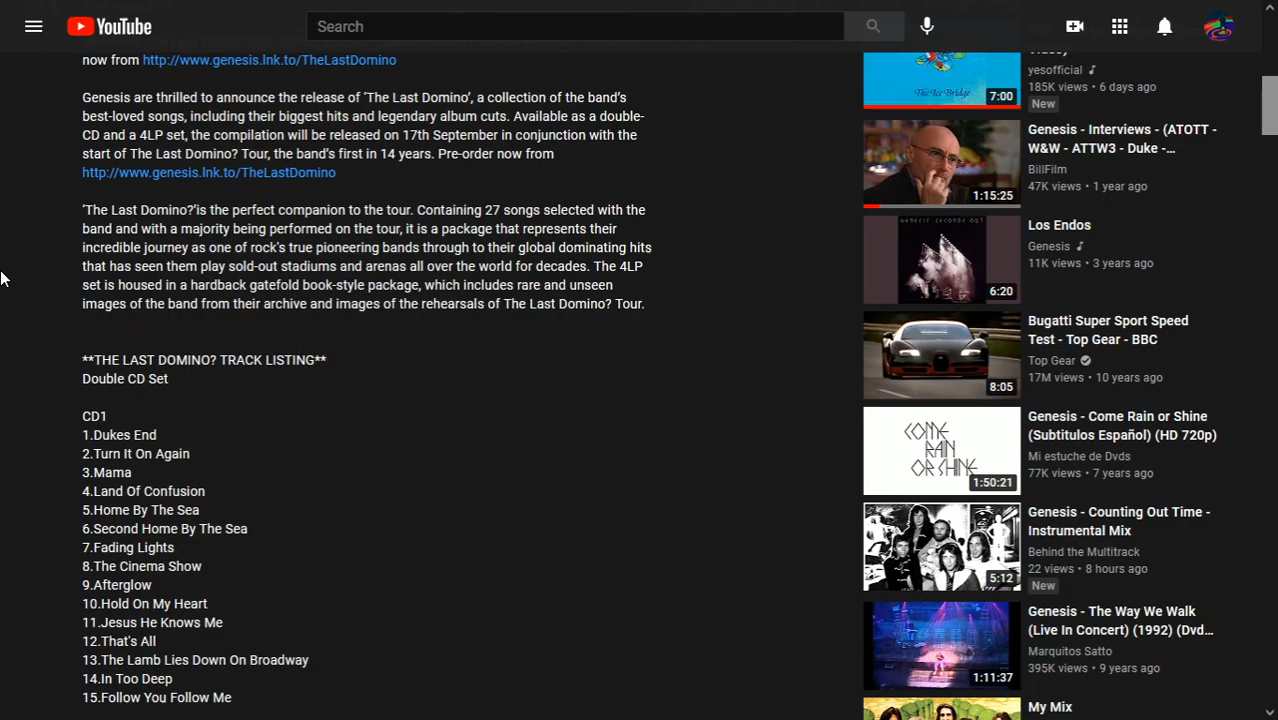 YouTube
Search
now from http://www.genesis.lnk.to/TheLastDomino
Genesis are thrilled to announce the release of ‘The Last Domino’, a collection of the band’s
best-loved songs, including their biggest hits and legendary album cuts. Available as a double-
CD and a 4LP set, the compilation will be released on 17th September in conjunction with the
start of The Last Domino? Tour, the band’s first in 14 years. Pre-order now from
http://www.genesis.lnk.to/TheLastDomino
‘The Last Domino?’is the perfect companion to the tour. Containing 27 songs selected with the
band and with a majority being performed on the tour, it is a package that represents their
incredible journey as one of rock's true pioneering bands through to their global dominating hits
that has seen them play sold-out stadiums and arenas all over the world for decades. The 4LP
set is housed in a hardback gatefold book-style package, which includes rare and unseen
images of the band from their archive and images of the rehearsals of The Last Domino? Tour.
**THE LAST DOMINO? TRACK LISTING**
Double CD Set
CD1
1.Dukes End
2.Turn It On Again
3.Mama
4.Land Of Confusion
5.Home By The Sea
6.Second Home By The Sea
7.Fading Lights
8.The Cinema Show
9.Afterglow
10.Hold On My Heart
11.Jesus He Knows Me
12.That's All
13.The Lamb Lies Down On Broadway
14.In Too Deep
15.Follow You Follow Me
The Ice Bridge
7:00
yesofficial
185K views • 6 days ago
New
1:15:25
Genesis - Interviews - (ATOTT -
W&W - ATTW3 - Duke -...
BillFilm
47K views • 1 year ago
GENESIS SECONDS OUT
6:20
Los Endos
Genesis
11K views • 3 years ago
8:05
Bugatti Super Sport Speed
Test - Top Gear - BBC
Top Gear
17M views • 10 years ago
COME
RAIN
OR SHINE
1:50:21
Genesis - Come Rain or Shine
(Subtitulos Español) (HD 720p)
Mi estuche de Dvds
77K views • 7 years ago
5:12
Genesis - Counting Out Time -
Instrumental Mix
Behind the Multitrack
22 views • 8 hours ago
New
1:11:37
Genesis - The Way We Walk
(Live In Concert) (1992) (Dvd...
Marquitos Satto
395K views • 9 years ago
My Mix